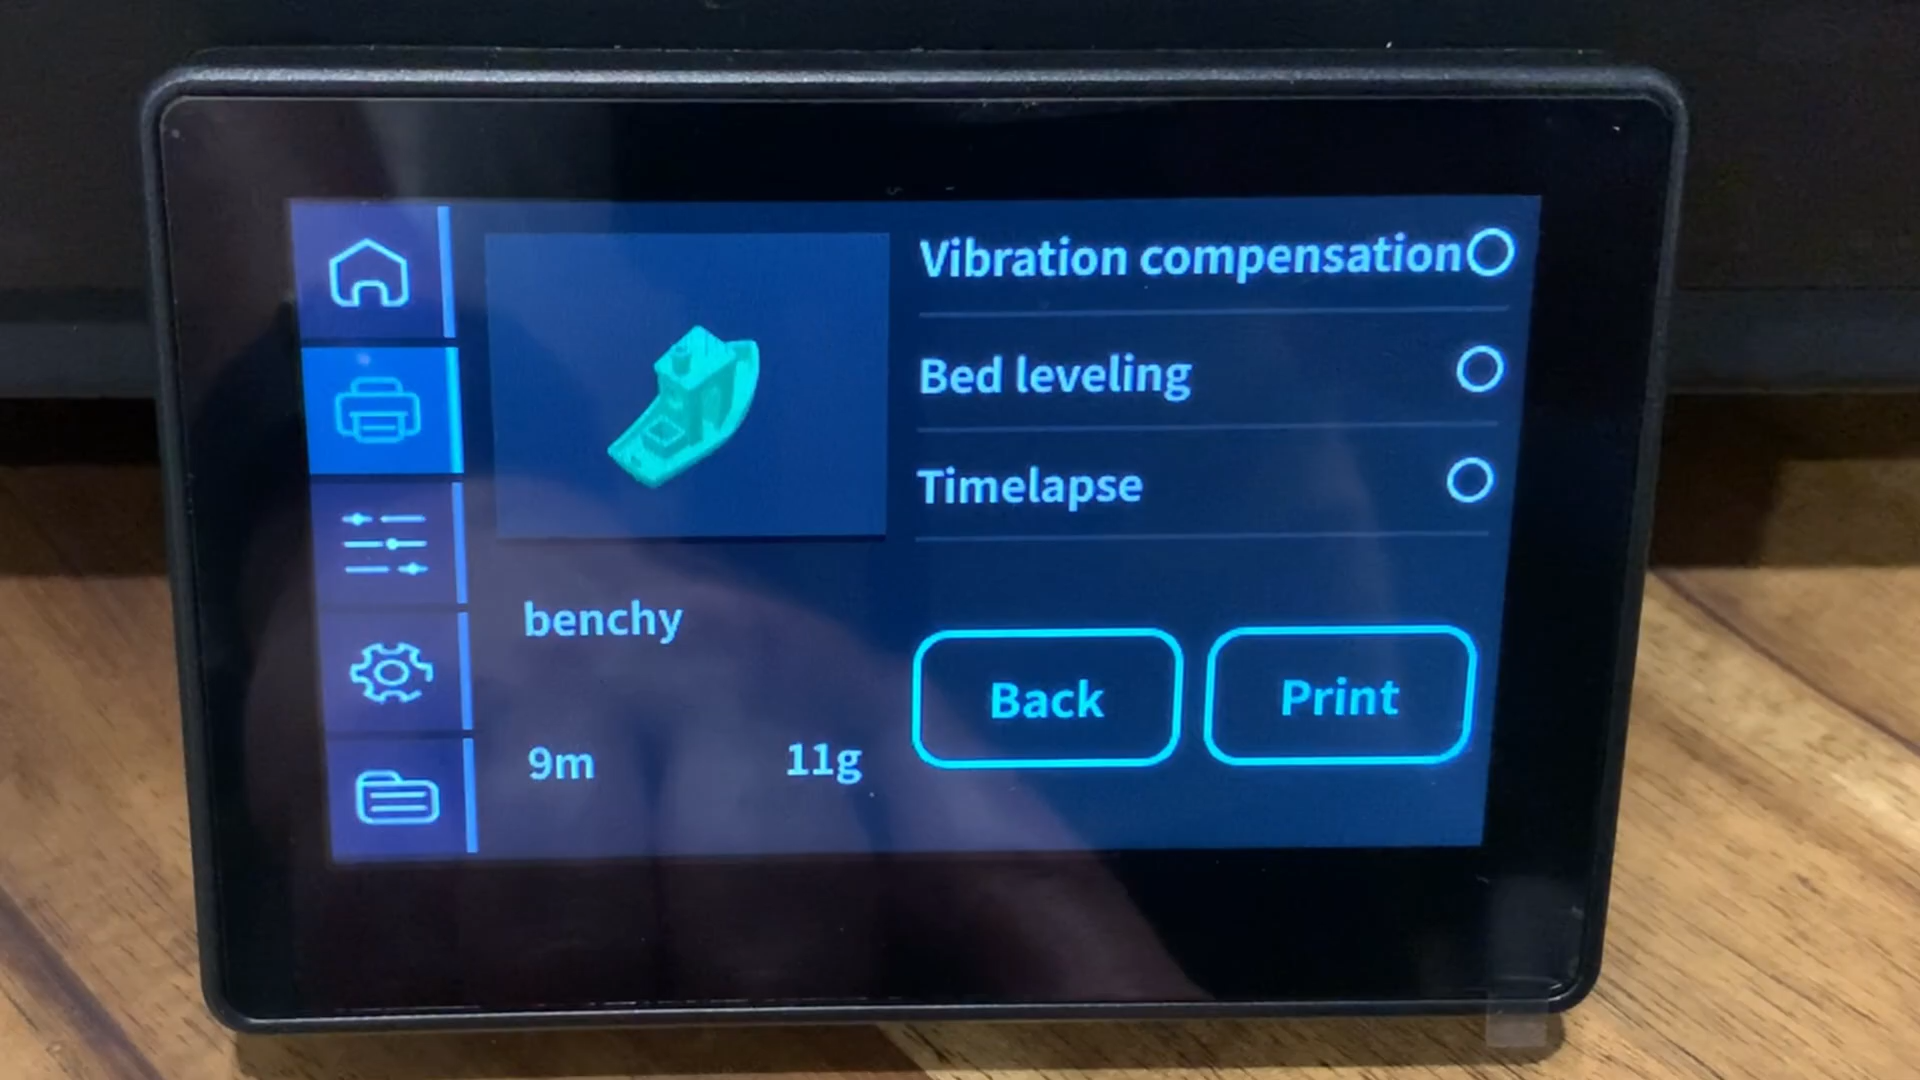 Vibration compensation
Bed leveling
Timelapse
benchy
9m 11g
Back Print